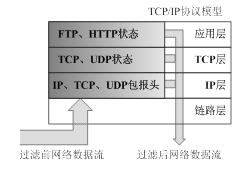 TCP/IP协议模型
FTP、HTTP状态 应用层
TCP、UDP状态 TCP层
IP、TCP、UDP包报头 IP层
链路层
过滤前网络数据流 过滤后网络数据流